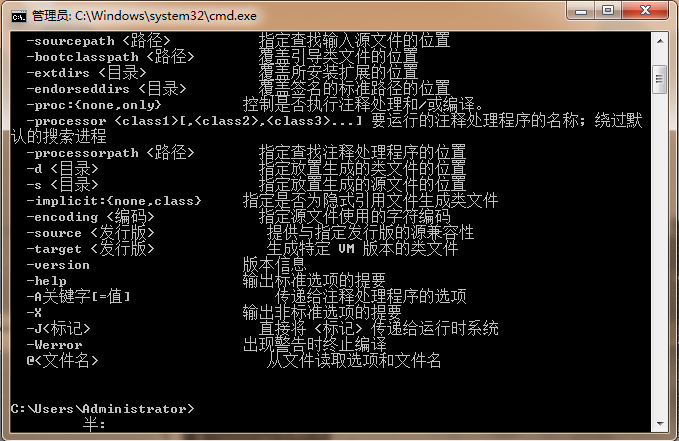 管理员: C:\Windows\system32\cmd.exe
-sourcepath <路径> 指定查找输入源文件的位置
-bootclasspath <路径> 覆盖引导类文件的位置
-extdirs <目录> 覆盖所安装扩展的位置
-endorseddirs <目录> 覆盖签名的标准路径的位置
-proc:{none,only} 控制是否执行注释处理和/或编译。
-processor <class1>[,<class2>,<class3>...] 要运行的注释处理程序的名称；绕过默
认的搜索进程
-processorpath <路径> 指定查找注释处理程序的位置
-d <目录> 指定放置生成的类文件的位置
-s <目录> 指定放置生成的源文件的位置
-implicit:{none,class} 指定是否为隐式引用文件生成类文件
-encoding <编码> 指定源文件使用的字符编码
-source <发行版> 提供与指定发行版的源兼容性
-target <发行版> 生成特定 VM 版本的类文件
-version 版本信息
-help 输出标准选项的提要
-A关键字[=值] 传递给注释处理程序的选项
-X 输出非标准选项的提要
-J<标记> 直接将 <标记> 传递给运行时系统
-Werror 出现警告时终止编译
@<文件名> 从文件读取选项和文件名
C:\Users\Administrator>
半: